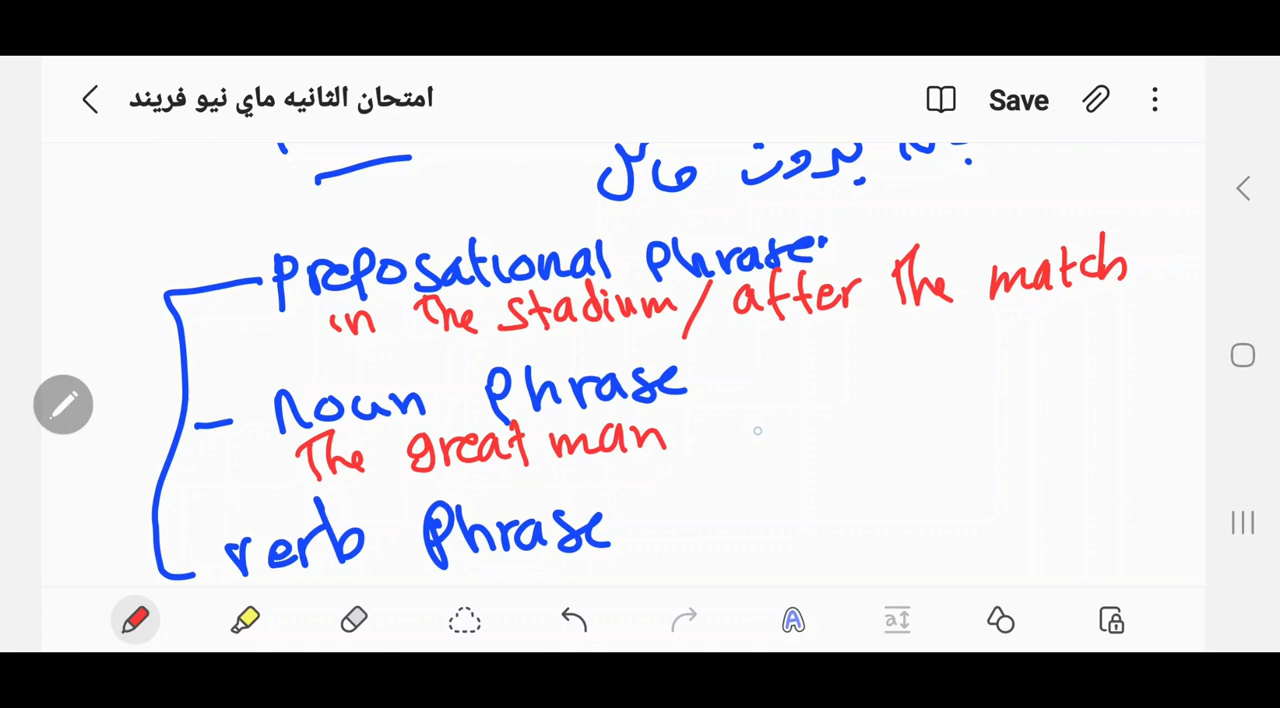 امتحان الثانيه ماي نيو فريند
Save
بيروت
preposational phrase
in the stadium / after the match
- noun phrase
The great man
verb phrase